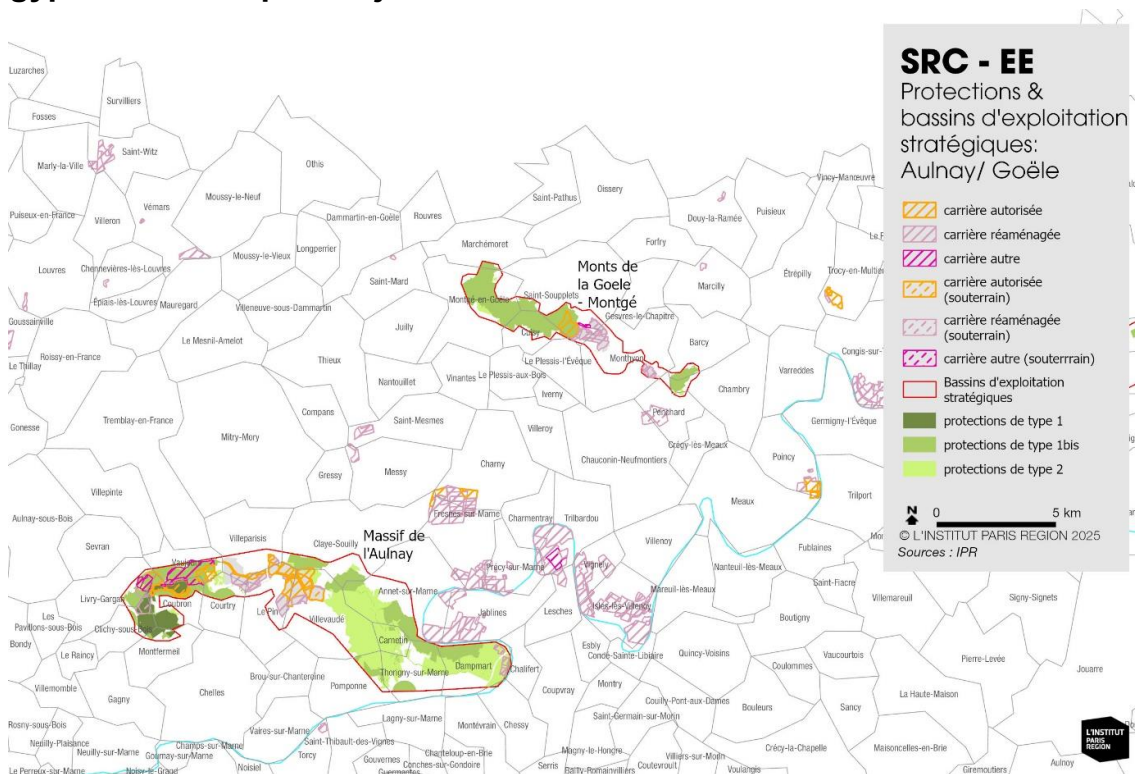 Luzarches
Survilliers
Fosses
Saint-Witz
Marly-la-Ville
Othis
Moussy-le-Neuf
Vémars
Puiseux-en-France
Villeron
Dammartin-en-Goële
Rouvres
Saint-Pathus
Oissery
Douy-la-Ramée
Puisieux
Vincy-Manœuvre
Marchémoret
Forfry
Longperrier
Moussy-le-Vieux
Louvres
Chennevières-lès-Louvres
Saint-Mard
Monts de
la Goele
- Montgé
Étrépilly
Trocy-en-Multien
Marcilly
Épiais-lès-Louvres
Mauregard
Villeneuve-sous-Dammartin
Montgé-en-Goële
Saint-Soupplets
Gesvres-le-Chapitre
Goussainville
Juilly
Cuisy
Le Mesnil-Amelot
Barcy
Roissy-en-France
Le Thillay
Thieux
Le Plessis-l'Évêque
Monthyon
Congis-sur-
Vinantes
Le Plessis-aux-Bois
Varreddes
Nantouillet
Iverny
Chambry
Compans
Penchard
Tremblay-en-France
Saint-Mesmes
Germigny-l'Évêque
Gonesse
Mitry-Mory
Villeroy
Crégy-lès-Meaux
Chauconin-Neufmontiers
Poincy
Gressy
Messy
Charny
Villepinte
Meaux
Trilport
Fresnes-sur-Marne
Charmentray
Trilbardou
Aulnay-sous-Bois
Massif de
l'Aulnay
Villeparisis
Claye-Souilly
Villenoy
Sevran
Fublaines
Vaujours
Précy-sur-Marne
Vignely
Nanteuil-lès-Meaux
Saint-Fiacre
Livry-Gargan
Coubron
Courtry
Annet-sur-Marne
Mareuil-lès-Meaux
Villemareuil
Signy-Signets
Le Pin
Jablines
Lesches
Isles-lès-Villenoy
Les
Pavillons-sous-Bois
Clichy-sous-Bois
Villevaudé
Boutigny
Bondy
Montfermeil
Carnetin
Esbly
Condé-Sainte-Libiaire
Quincy-Voisins
Vaucourtois
Le Raincy
Dampmart
Chalifert
Pierre-Levée
Jouarre
Brou-sur-Chantereine
Thorigny-sur-Marne
Coulommes
Villemomble
Gagny
Chelles
Pomponne
Coupvray
Montry
Couilly-Pont-aux-Dames
La Haute-Maison
Bouleurs
Sancy
Saint-Germain-sur-Morin
Rosny-sous-Bois
Vaires-sur-Marne
Torcy
Lagny-sur-Marne
Montévrain
Chessy
Neuilly-Plaisance
Neuilly-sur-Marne
Champs-sur-Marne
Gournay-sur-Marne
Saint-Thibault-des-Vignes
Chanteloup-en-Brie
Magny-le-Hongre
Crécy-la-Chapelle
Maisoncelles-en-Brie
Le Perreux-sur-Marne
Noisy-le-Grand
Noisiel
Gouvernes
Conches-sur-Gondoire
Guermantes
Serris
Bailly-Romainvilliers
Villiers-sur-Morin
Coutevroult
Voulangis
Giremoutiers
Aulnoy
SRC - EE
Protections &
bassins d'exploitation
stratégiques:
Aulnay/ Goële
carrière autorisée
carrière réaménagée
carrière autre
carrière autorisée
(souterrain)
carrière réaménagée
(souterrain)
carrière autre (souterrrain)
Bassins d'exploitation
stratégiques
protections de type 1
protections de type 1bis
protections de type 2
N
0
5 km
© L'INSTITUT PARIS REGION 2025
Sources : IPR
L'INSTITUT
PARIS
REGION